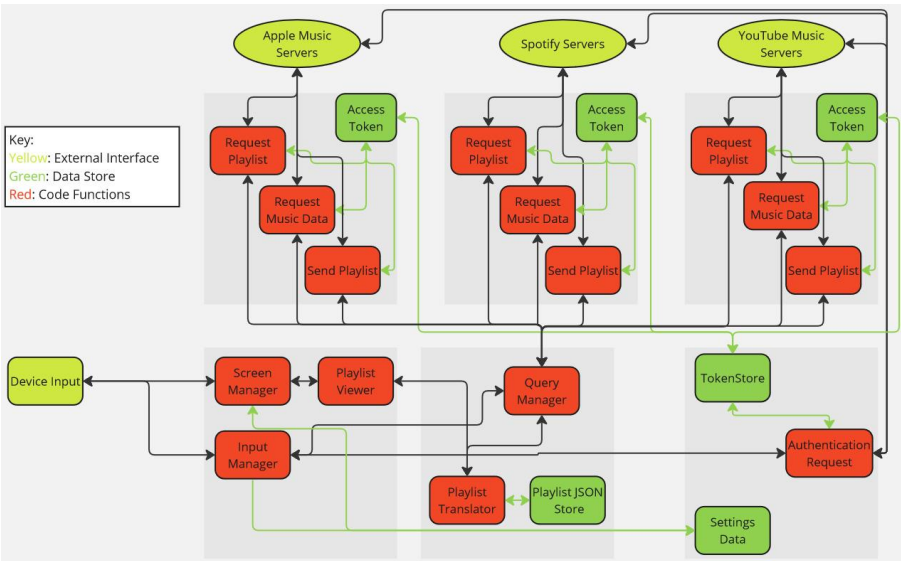 Apple Music
Servers
Spotify Servers
YouTube Music
Servers
Key:
Yellow: External Interface
Green: Data Store
Red: Code Functions
Request
Playlist
Access
Token
Request
Music Data
Send Playlist
Request
Playlist
Access
Token
Request
Music Data
Send Playlist
Request
Playlist
Access
Token
Request
Music Data
Send Playlist
Device Input
Screen
Manager
Playlist
Viewer
Input
Manager
Query
Manager
Playlist
Translator
Playlist JSON
Store
TokenStore
Authentication
Request
Settings
Data